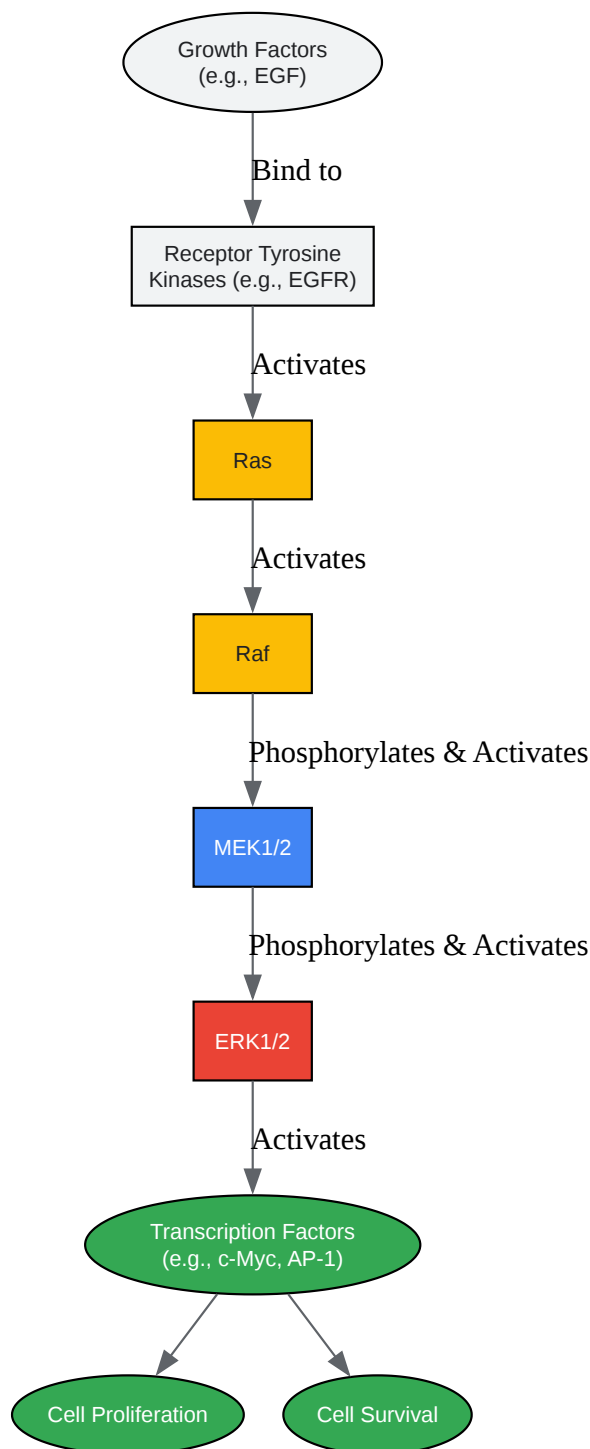 Growth Factors
(e.g., EGF)
Bind to
Receptor Tyrosine
Kinases (e.g., EGFR)
Activates
Ras
Activates
Raf
Phosphorylates & Activates
MEK1/2
Phosphorylates & Activates
ERK1/2
Activates
Transcription Factors
(e.g., c-Myc, AP-1)
Cell Proliferation
Cell Survival